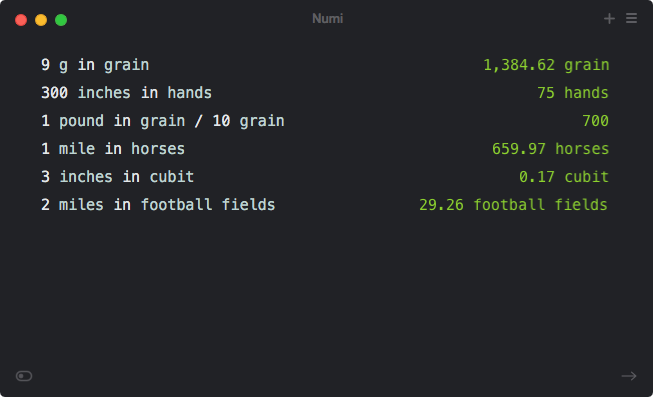 Numi
9 g in grain 1,384.62 grain
300 inches in hands 75 hands
1 pound in grain / 10 grain 700
1 mile in horses 659.97 horses
3 inches in cubit 0.17 cubit
2 miles in football fields 29.26 football fields